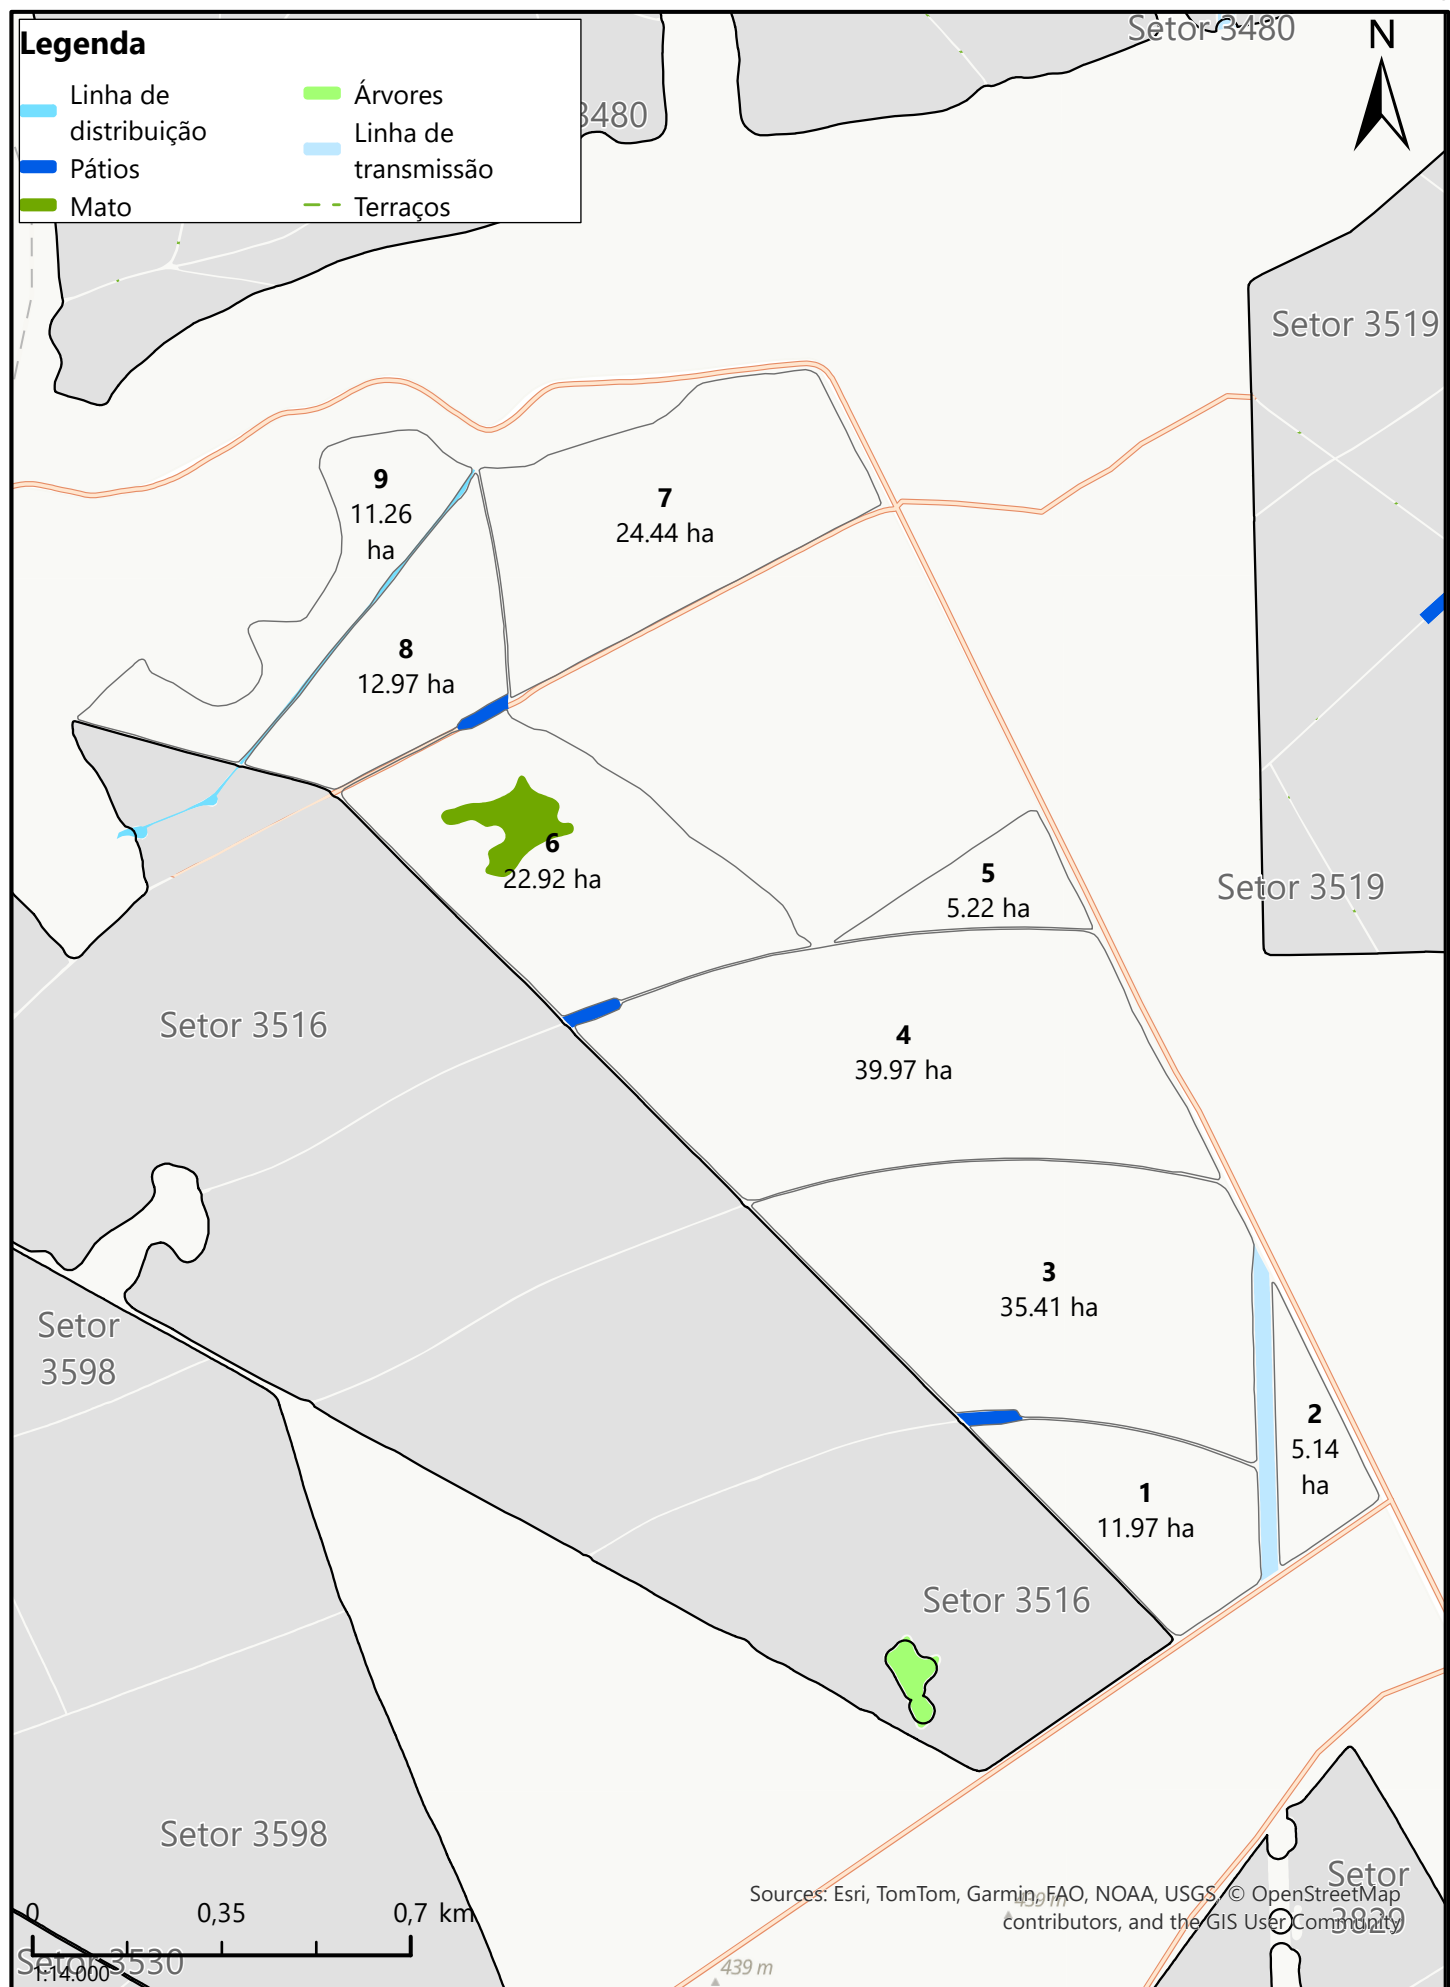 Legenda
Linha de
distribuição
Pátios
Mato
Árvores
Linha de
transmissão
Terraços
N
Setor 3480
3480
Setor 3519
9
11.26
ha
7
24.44 ha
8
12.97 ha
6
22.92 ha
5
5.22 ha
Setor 3519
Setor 3516
4
39.97 ha
3
35.41 ha
Setor
3598
2
5.14
ha
1
11.97 ha
Setor 3516
Setor 3598
Setor
3829
Sources: Esri, TomTom, Garmin, FAO, NOAA, USGS, © OpenStreetMap
contributors, and the GIS User Community
439 m
0 0,35 0,7 km
Setor 3530
1:14.000
439 m